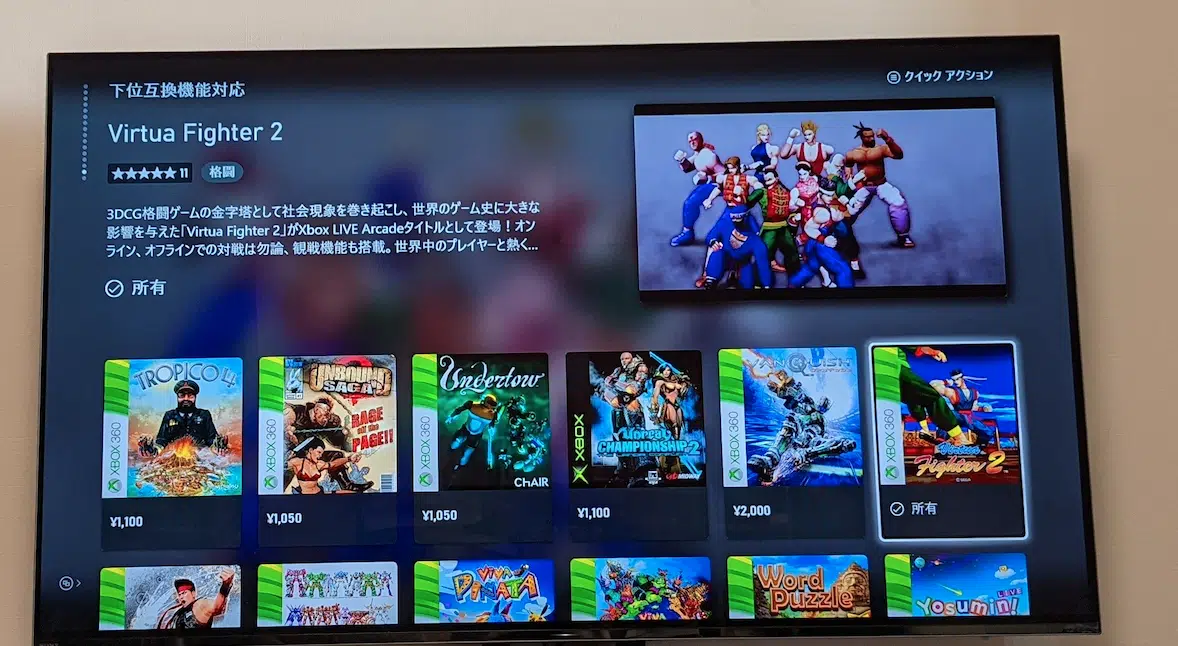 下位互換機能対応
クイック アクション
Virtua Fighter 2
★★★★★ 11
格闘
3DCG格闘ゲームの金字塔として社会現象を巻き起こし、世界のゲーム史に大きな
影響を与えた「Virtua Fighter 2」がXbox LIVE Arcadeタイトルとして登場！オン
ライン、オフラインでの対戦は勿論、観戦機能も搭載。世界中のプレイヤーと熱く...
所有
XBOX 360
TROPICO 4
¥1,100
XBOX 360
UNBOUND
SAGA
RAGE
off the
PAGE!!
¥1,050
XBOX 360
Undertow
CHAIR
¥1,050
XBOX
Unreal
CHAMPIONSHIP 2
MIDWAY
¥1,100
XBOX 360
VANQUISH
¥2,000
XBOX 360
Virtua
Fighter 2
所有
VIVA
PIÑATA
VIVA
Word
Puzzle
Yosumin!
LIVE